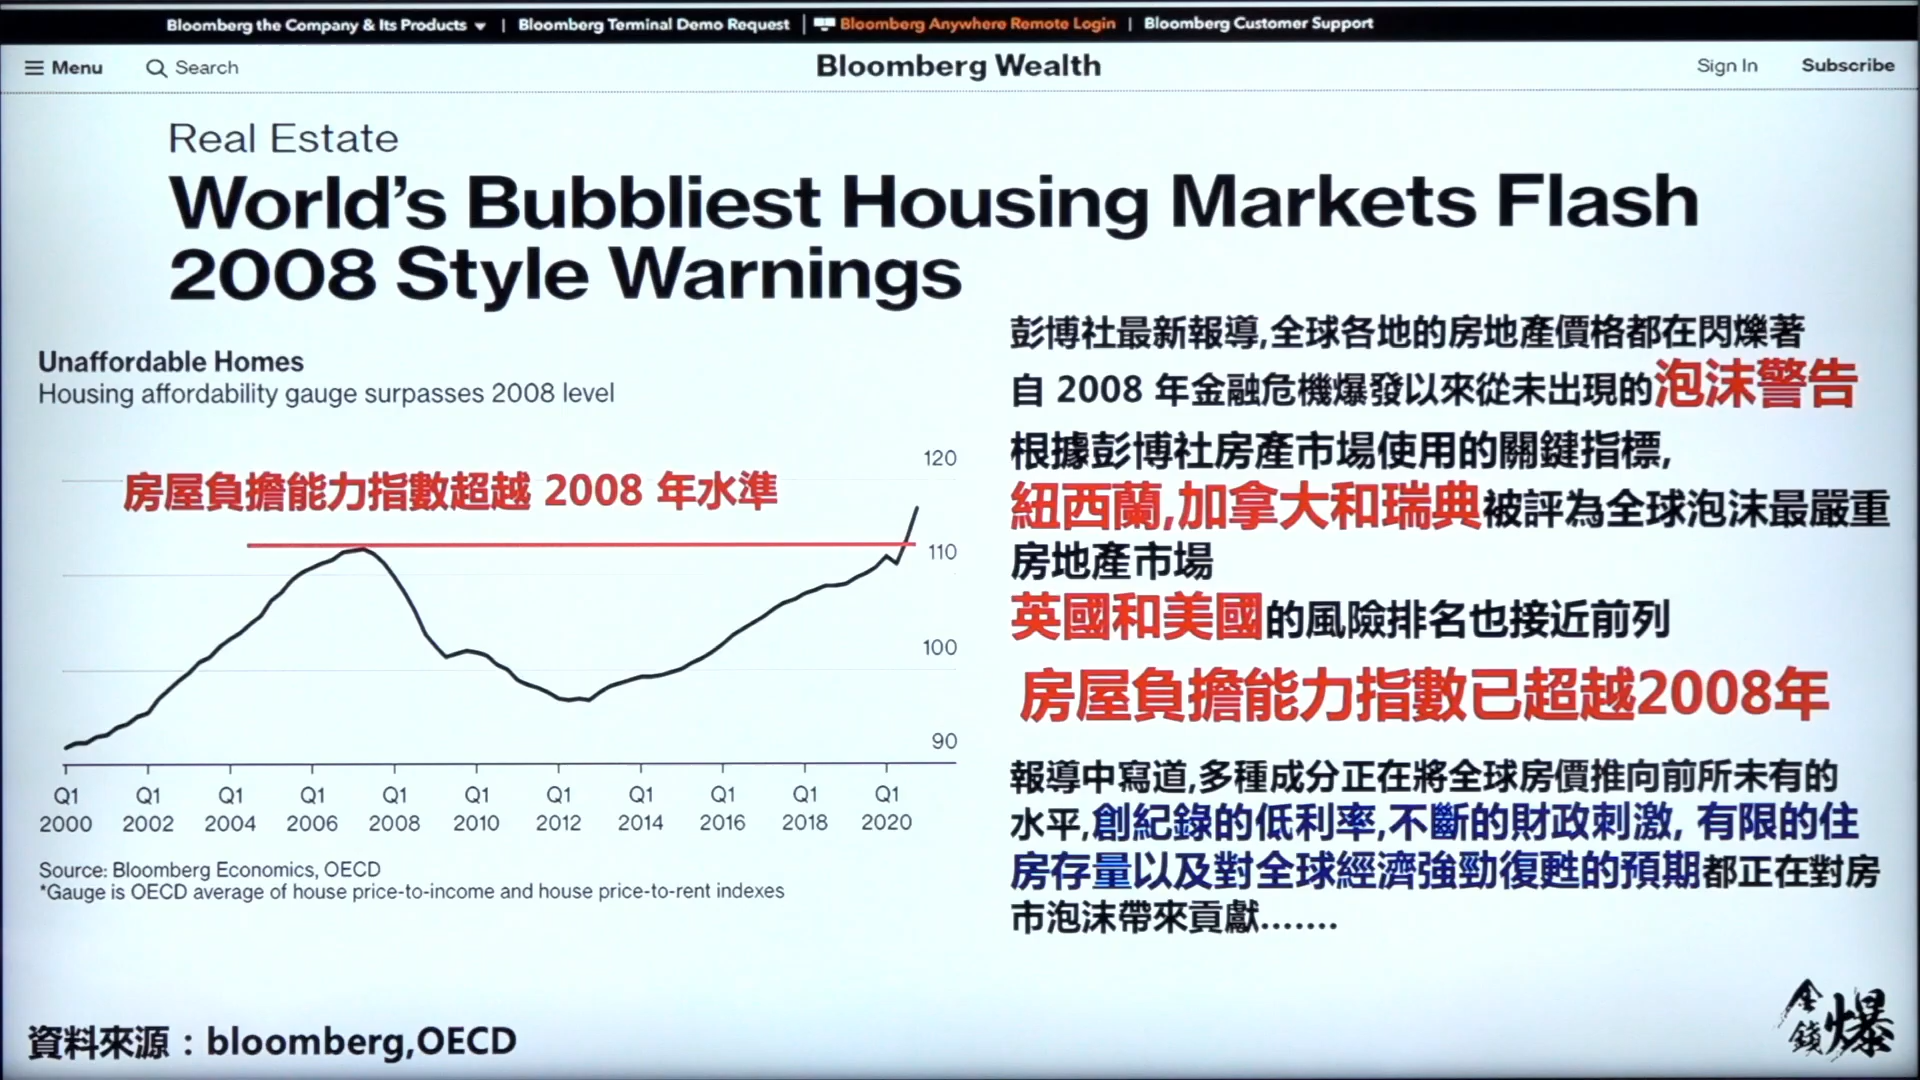 Bloomberg the Company & Its Products | Bloomberg Terminal Demo Request | Bloomberg Anywhere Remote Login | Bloomberg Customer Support
Menu Search Bloomberg Wealth Sign In Subscribe
Real Estate
World's Bubbliest Housing Markets Flash
2008 Style Warnings
Unaffordable Homes
Housing affordability gauge surpasses 2008 level
房屋負擔能力指數超越 2008 年水準
120
110
100
90
Q1 Q1 Q1 Q1 Q1 Q1 Q1 Q1 Q1 Q1 Q1
2000 2002 2004 2006 2008 2010 2012 2014 2016 2018 2020
Source: Bloomberg Economics, OECD
*Gauge is OECD average of house price-to-income and house price-to-rent indexes
彭博社最新報導,全球各地的房地產價格都在閃爍著
自 2008 年金融危機爆發以來從未出現的泡沫警告
根據彭博社房產市場使用的關鍵指標,
紐西蘭,加拿大和瑞典被評為全球泡沫最嚴重
房地產市場
英國和美國的風險排名也接近前列
房屋負擔能力指數已超越2008年
報導中寫道,多種成分正在將全球房價推向前所未有的
水平,創紀錄的低利率,不斷的財政刺激, 有限的住
房存量以及對全球經濟強勁復甦的預期都正在對房
市泡沫帶來貢獻.......
資料來源：bloomberg,OECD
金錢爆